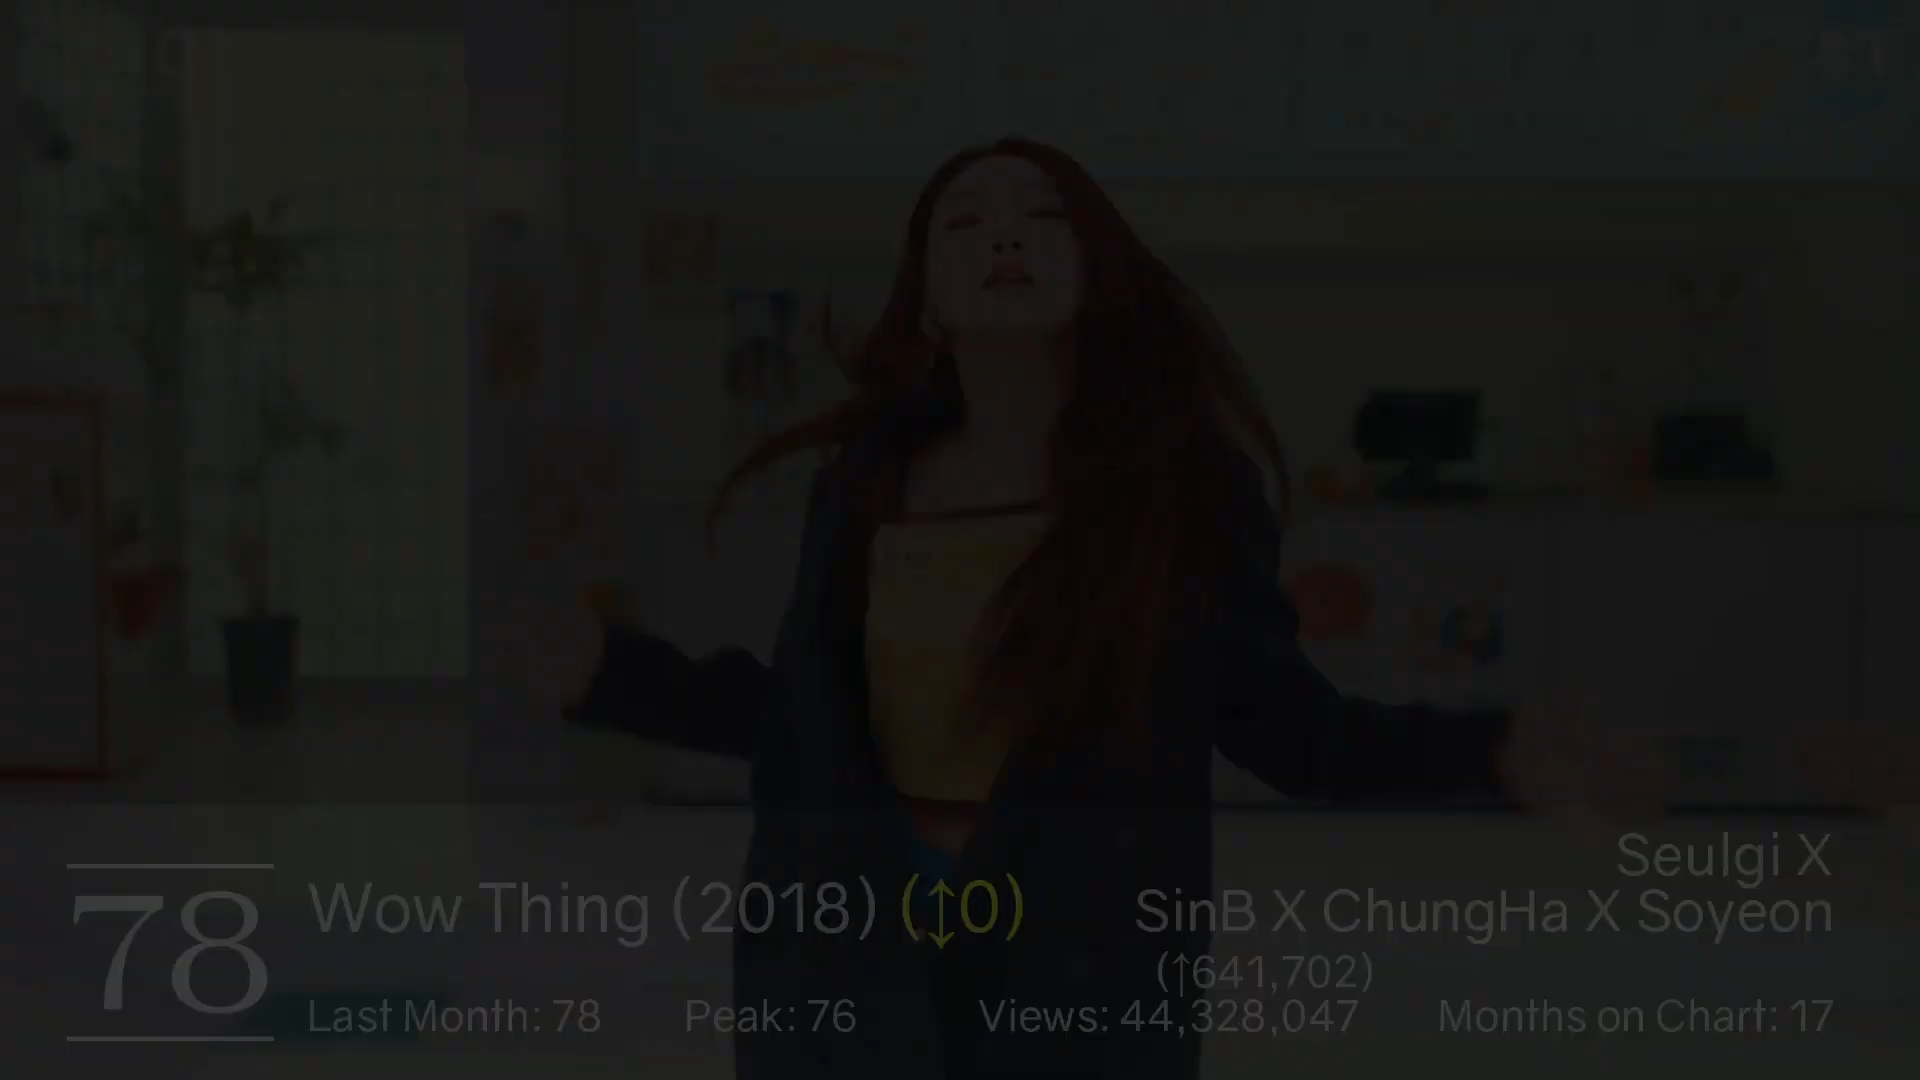 78
Wow Thing (2018) (↕0)
Seulgi X
SinB X ChungHa X Soyeon
(↑641,702)
Last Month: 78 Peak: 76 Views: 44,328,047 Months on Chart: 17